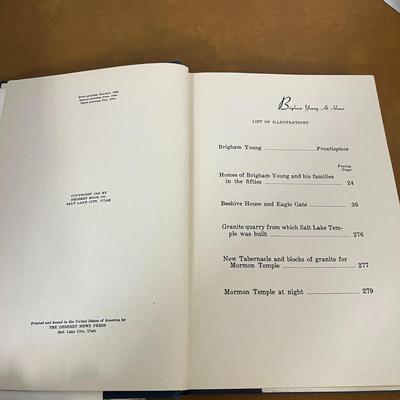 First printing January, 1940
Second printing June, 1940
Third printing July, 1947
COPYRIGHT 1940 BY
DESERET BOOK CO.
SALT LAKE CITY, UTAH
Printed and bound in the United States of America by
THE DESERET NEWS PRESS
Salt Lake City, Utah
Brigham Young At Home
LIST OF ILLUSTRATIONS
Brigham Young Frontispiece
Facing
Page
Homes of Brigham Young and his families
in the fifties 24
Beehive House and Eagle Gate 36
Granite quarry from which Salt Lake Tem-
ple was built 276
New Tabernacle and blocks of granite for
Mormon Temple 277
Mormon Temple at night 279